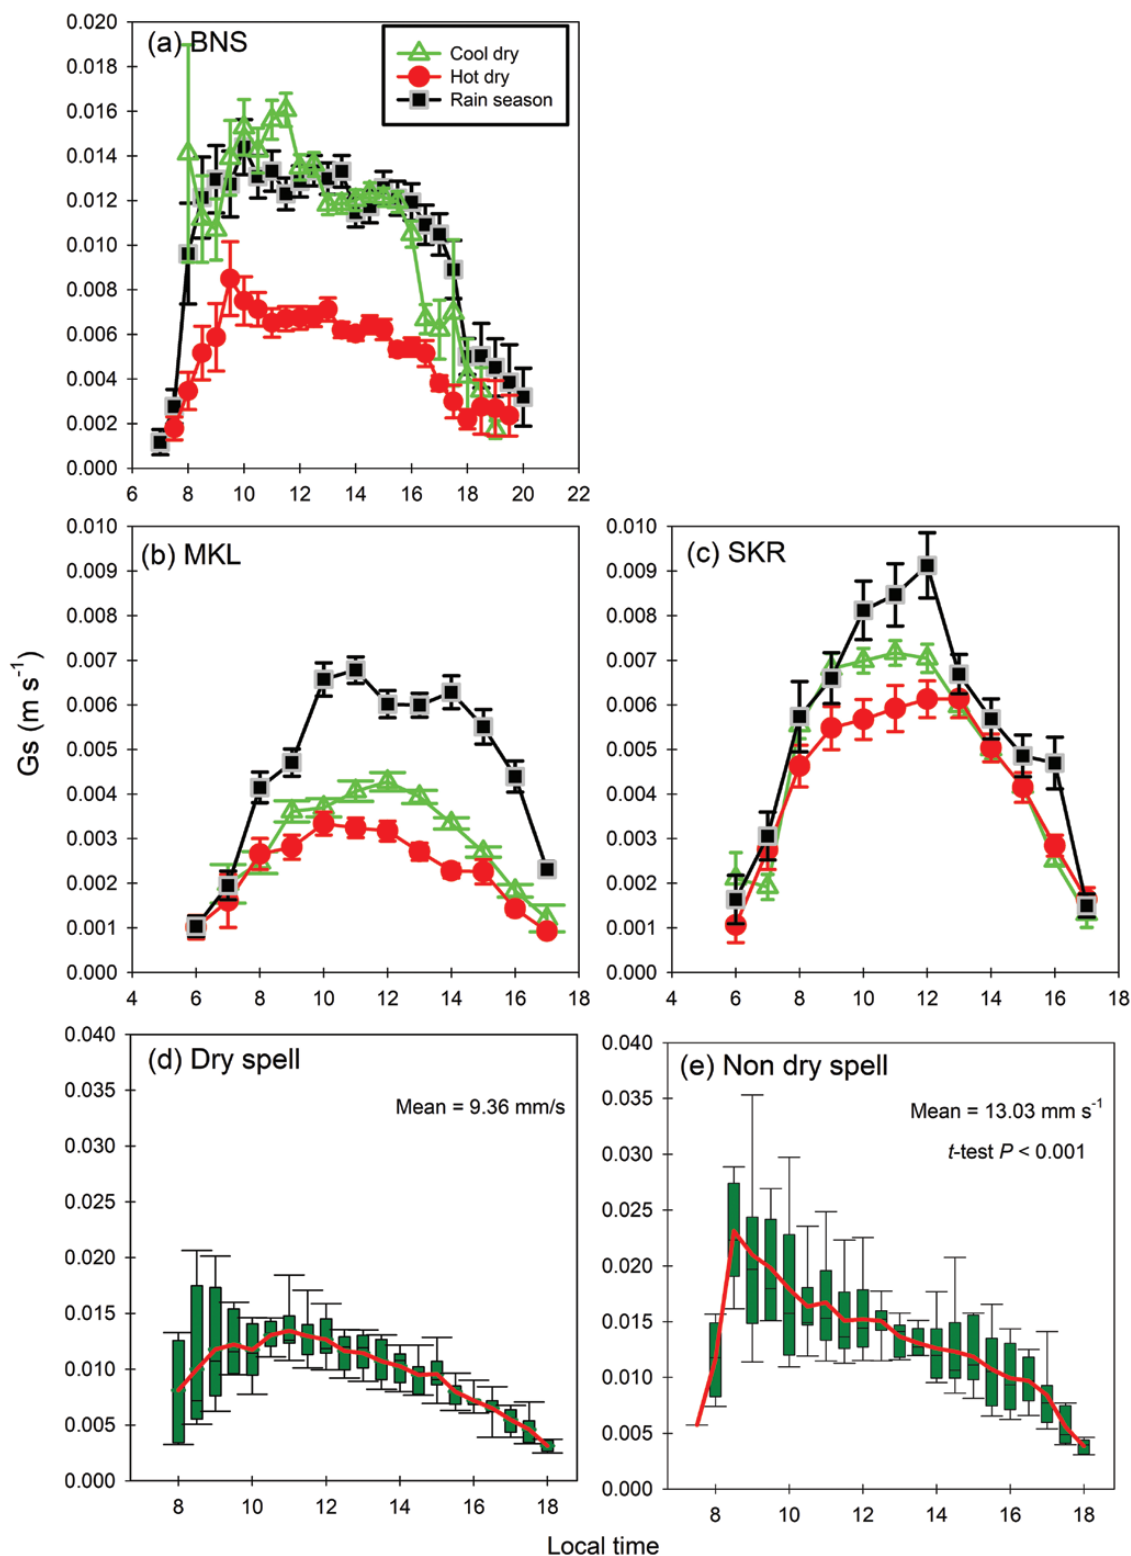 (a) BNS
Cool dry
Hot dry
Rain season
0.020
0.018
0.016
0.014
0.012
0.010
0.008
0.006
0.004
0.002
0.000
6 8 10 12 14 16 18 20 22
(b) MKL
0.010
0.009
0.008
0.007
0.006
0.005
0.004
0.003
0.002
0.001
0.000
4 6 8 10 12 14 16 18
(c) SKR
0.010
0.009
0.008
0.007
0.006
0.005
0.004
0.003
0.002
0.001
0.000
4 6 8 10 12 14 16 18
Gs (m s⁻¹)
(d) Dry spell
Mean = 9.36 mm/s
0.040
0.035
0.030
0.025
0.020
0.015
0.010
0.005
0.000
8 10 12 14 16 18
(e) Non dry spell
Mean = 13.03 mm s⁻¹
t-test P < 0.001
0.040
0.035
0.030
0.025
0.020
0.015
0.010
0.005
0.000
8 10 12 14 16 18
Local time